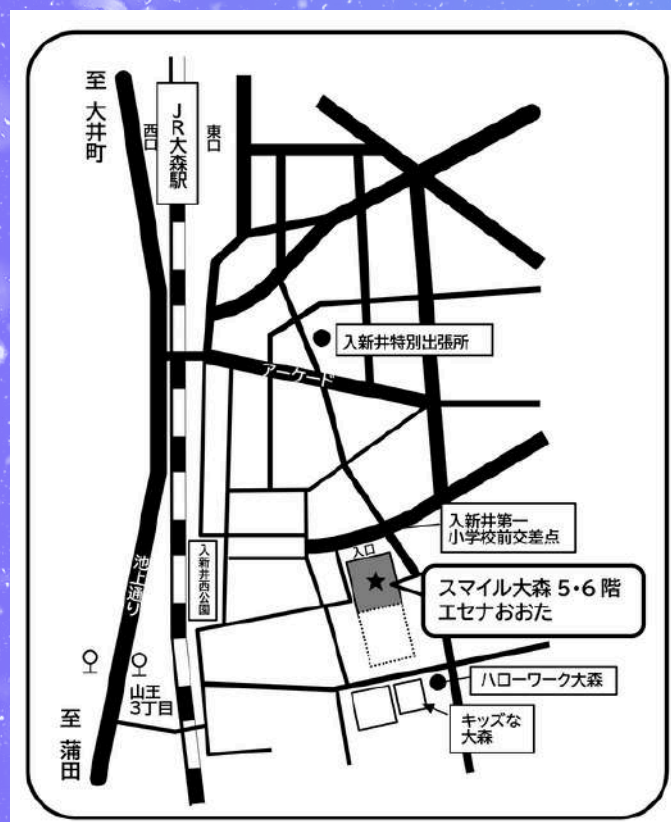 至 大井町
西口
JR大森駅
東口
入新井特別出張所
アーケード
入新井第一
小学校前交差点
入口
入新井西公園
スマイル大森 5・6 階
エセナおおた
池上通り
山王
3丁目
ハローワーク大森
キッズな
大森
至 蒲田